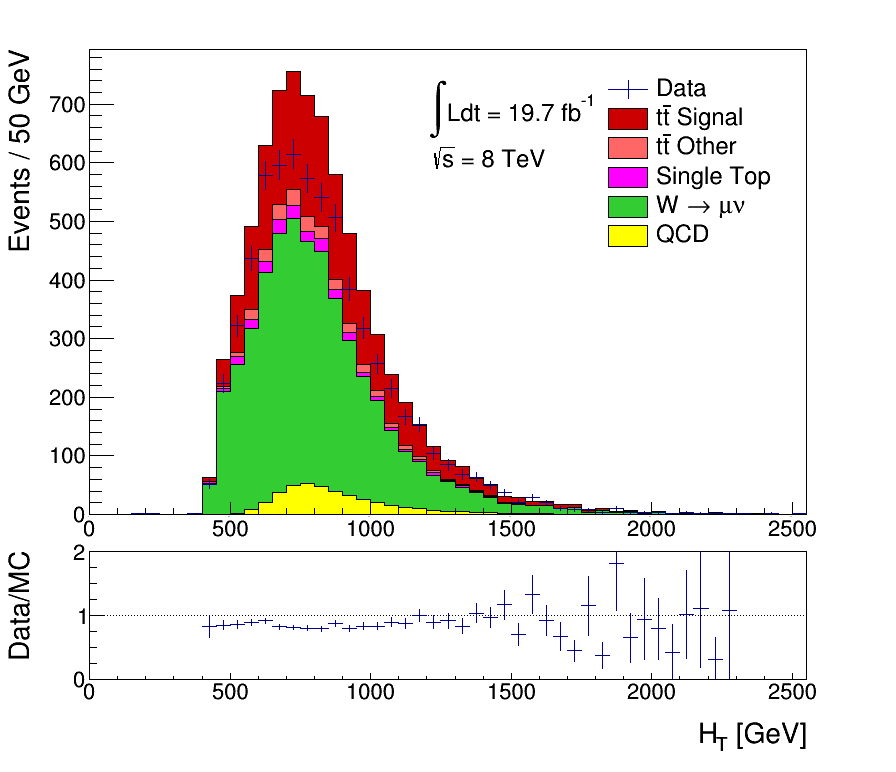 Events / 50 GeV
700
600
500
400
300
200
100
0
∫Ldt = 19.7 fb⁻¹
√s = 8 TeV
Data
tt̄ Signal
tt̄ Other
Single Top
W → μν
QCD
0 500 1000 1500 2000 2500
Data/MC
2
1
0
0 500 1000 1500 2000 2500
H_T [GeV]